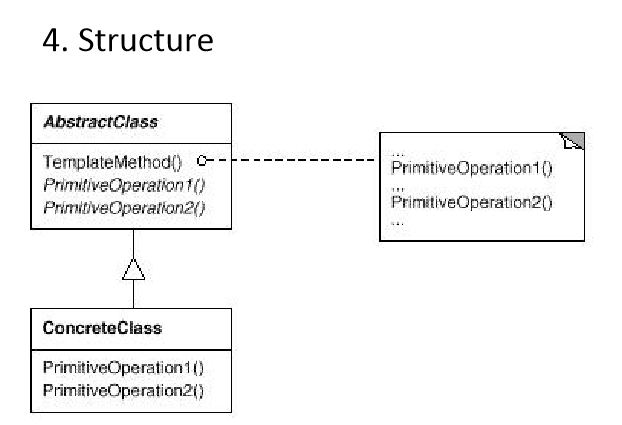 4. Structure
AbstractClass
TemplateMethod()
PrimitiveOperation1()
PrimitiveOperation2()
...
PrimitiveOperation1()
...
PrimitiveOperation2()
...
ConcreteClass
PrimitiveOperation1()
PrimitiveOperation2()